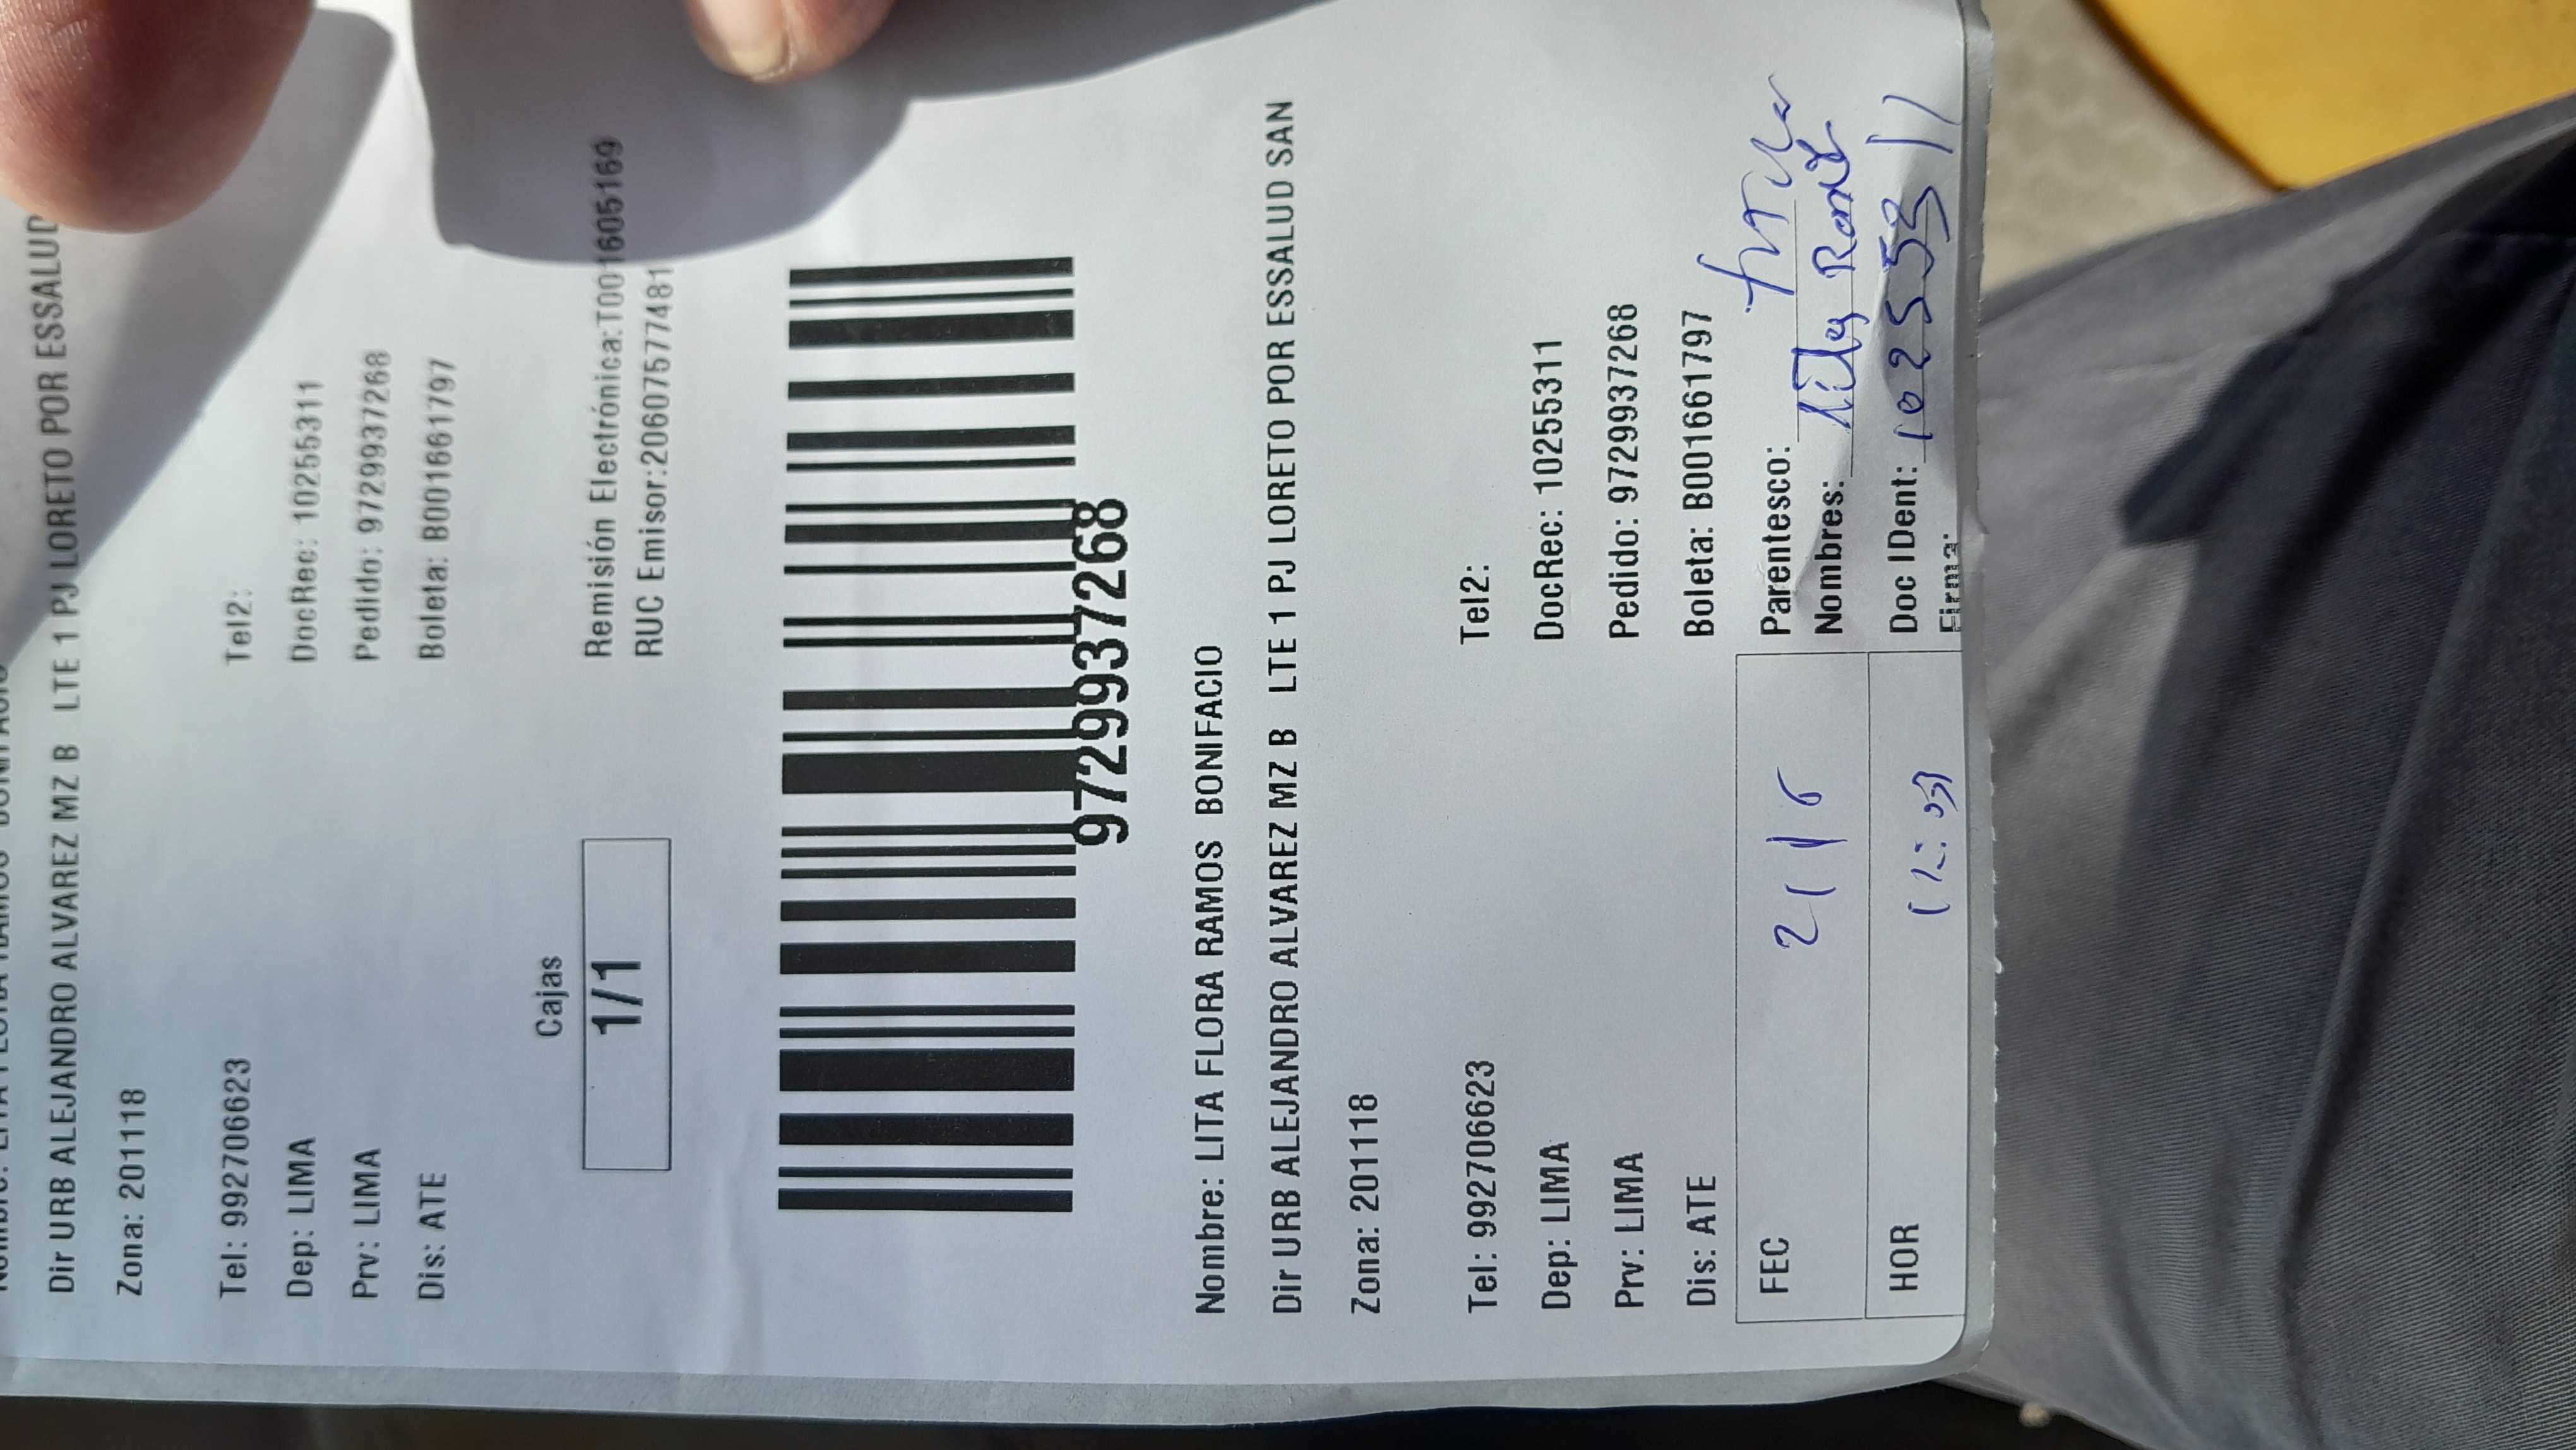 Dir URB ALEJANDRO ALVAREZ MZ B LTE 1 PJ LORETO POR ESSALUD
Zona: 201118
Tel: 992706623 Tel2:
Dep: LIMA DocRec: 10255311
Prv: LIMA Pedido: 9729937268
Dis: ATE Boleta: B001661797
Cajas
1/1
Remisión Electrónica:T001605169
RUC Emisor:20607577481
9729937268
Nombre: LITA FLORA RAMOS BONIFACIO
Dir URB ALEJANDRO ALVAREZ MZ B LTE 1 PJ LORETO POR ESSALUD SAN
Zona: 201118
Tel: 992706623 Tel2:
Dep: LIMA DocRec: 10255311
Prv: LIMA Pedido: 9729937268
Dis: ATE Boleta: B001661797
FEC Parentesco:
Nombres:
HOR Doc IDent:
Firma: